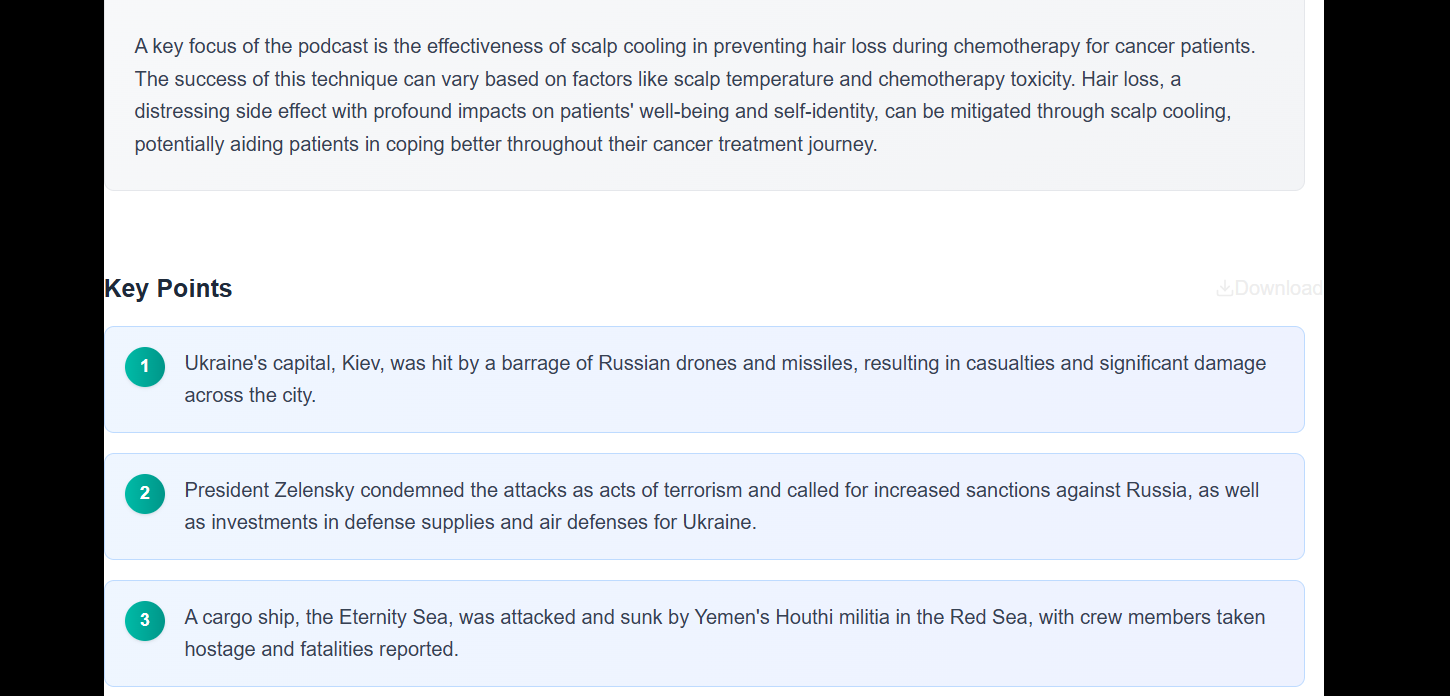 A key focus of the podcast is the effectiveness of scalp cooling in preventing hair loss during chemotherapy for cancer patients.
The success of this technique can vary based on factors like scalp temperature and chemotherapy toxicity. Hair loss, a
distressing side effect with profound impacts on patients' well-being and self-identity, can be mitigated through scalp cooling,
potentially aiding patients in coping better throughout their cancer treatment journey.
Key Points
Download
1
Ukraine's capital, Kiev, was hit by a barrage of Russian drones and missiles, resulting in casualties and significant damage
across the city.
2
President Zelensky condemned the attacks as acts of terrorism and called for increased sanctions against Russia, as well
as investments in defense supplies and air defenses for Ukraine.
3
A cargo ship, the Eternity Sea, was attacked and sunk by Yemen's Houthi militia in the Red Sea, with crew members taken
hostage and fatalities reported.